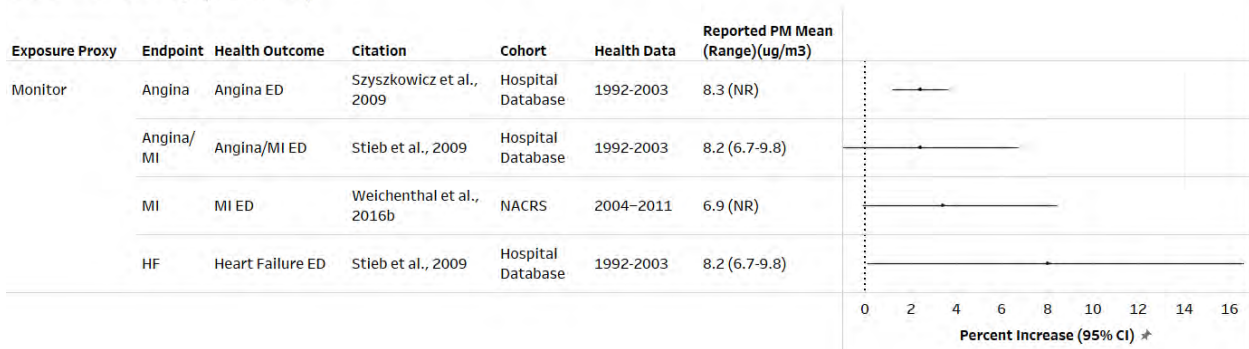 Exposure Proxy Endpoint Health Outcome Citation Cohort Health Data Reported PM Mean
(Range)(ug/m3)
Monitor Angina Angina ED Szyszkowicz et al.,
2009 Hospital
Database 1992-2003 8.3 (NR)
Angina/
MI Angina/MI ED Stieb et al., 2009 Hospital
Database 1992-2003 8.2 (6.7-9.8)
MI MI ED Weichenthal et al.,
2016b NACRS 2004–2011 6.9 (NR)
HF Heart Failure ED Stieb et al., 2009 Hospital
Database 1992-2003 8.2 (6.7-9.8)
0 2 4 6 8 10 12 14 16
Percent Increase (95% CI)